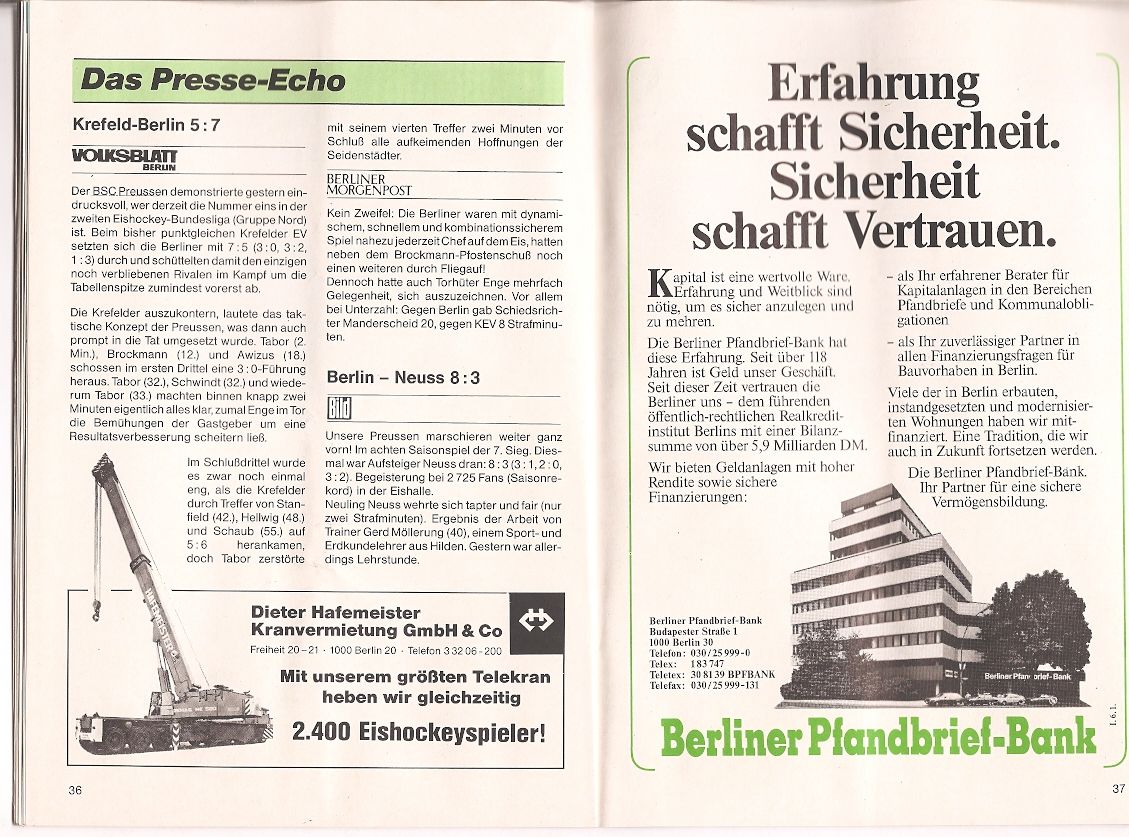 Das Presse-Echo
Krefeld-Berlin 5 : 7
VOLKSBLATT
BERLIN
Der BSC Preussen demonstrierte gestern ein-
drucksvoll, wer derzeit die Nummer eins in der
zweiten Eishockey-Bundesliga (Gruppe Nord)
ist. Beim bisher punktgleichen Krefelder EV
setzten sich die Berliner mit 7 : 5 (3 : 0, 3 : 2,
1 : 3) durch und schüttelten damit den einzigen
noch verbliebenen Rivalen im Kampf um die
Tabellenspitze zumindest vorerst ab.
Die Krefelder auszukontern, lautete das tak-
tische Konzept der Preussen, was dann auch
prompt in die Tat umgesetzt wurde. Tabor (2.
Min.), Brockmann (12.) und Awizus (18.)
schossen im ersten Drittel eine 3 : 0-Führung
heraus. Tabor (32.), Schwindt (32.) und wiede-
rum Tabor (33.) machten binnen knapp zwei
Minuten eigentlich alles klar, zumal Enge im Tor
die Bemühungen der Gastgeber um eine
Resultatsverbesserung scheitern ließ.
Im Schlußdrittel wurde
es zwar noch einmal
eng, als die Krefelder
durch Treffer von Stan-
field (42.), Hellwig (48.)
und Schaub (55.) auf
5 : 6 herankamen,
doch Tabor zerstörte
mit seinem vierten Treffer zwei Minuten vor
Schluß alle aufkeimenden Hoffnungen der
Seidenstädter.
BERLINER
MORGENPOST
Kein Zweifel: Die Berliner waren mit dynami-
schem, schnellem und kombinationssicherem
Spiel nahezu jederzeit Chef auf dem Eis, hatten
neben dem Brockmann-Pfostenschuß noch
einen weiteren durch Fliegauf!
Dennoch hatte auch Torhüter Enge mehrfach
Gelegenheit, sich auszuzeichnen. Vor allem
bei Unterzahl: Gegen Berlin gab Schiedsrich-
ter Manderscheid 20, gegen KEV 8 Strafminu-
ten.
Berlin – Neuss 8 : 3
Bild
Unsere Preussen marschieren weiter ganz
vorn! Im achten Saisonspiel der 7. Sieg. Dies-
mal war Aufsteiger Neuss dran: 8 : 3 (3 : 1, 2 : 0,
3 : 2). Begeisterung bei 2 725 Fans (Saisonre-
kord) in der Eishalle.
Neuling Neuss wehrte sich tapter und fair (nur
zwei Strafminuten). Ergebnis der Arbeit von
Trainer Gerd Möllerung (40), einem Sport- und
Erdkundelehrer aus Hilden. Gestern war aller-
dings Lehrstunde.
Dieter Hafemeister
Kranvermietung GmbH & Co
Freiheit 20 – 21 · 1000 Berlin 20 · Telefon 3 32 06 - 200
Mit unserem größten Telekran
heben wir gleichzeitig
2.400 Eishockeyspieler!
36
Erfahrung
schafft Sicherheit.
Sicherheit
schafft Vertrauen.
Kapital ist eine wertvolle Ware.
Erfahrung und Weitblick sind
nötig, um es sicher anzulegen und
zu mehren.
Die Berliner Pfandbrief-Bank hat
diese Erfahrung. Seit über 118
Jahren ist Geld unser Geschäft.
Seit dieser Zeit vertrauen die
Berliner uns – dem führenden
öffentlich-rechtlichen Realkredit-
institut Berlins mit einer Bilanz-
summe von über 5,9 Milliarden DM.
Wir bieten Geldanlagen mit hoher
Rendite sowie sichere
Finanzierungen:
– als Ihr erfahrener Berater für
Kapitalanlagen in den Bereichen
Pfandbriefe und Kommunalobli-
gationen
– als Ihr zuverlässiger Partner in
allen Finanzierungsfragen für
Bauvorhaben in Berlin.
Viele der in Berlin erbauten,
instandgesetzten und modernisier-
ten Wohnungen haben wir mit-
finanziert. Eine Tradition, die wir
auch in Zukunft fortsetzen werden.
Die Berliner Pfandbrief-Bank.
Ihr Partner für eine sichere
Vermögensbildung.
Berliner Pfandbrief-Bank
Budapester Straße 1
1000 Berlin 30
Telefon: 030/25 999-0
Telex: 1 83 747
Teletex: 30 81 39 BPFBANK
Telefax: 030/25 999-131
Berliner Pfandbrief-Bank
I. 6.1.
Berliner Pfandbrief-Bank
37